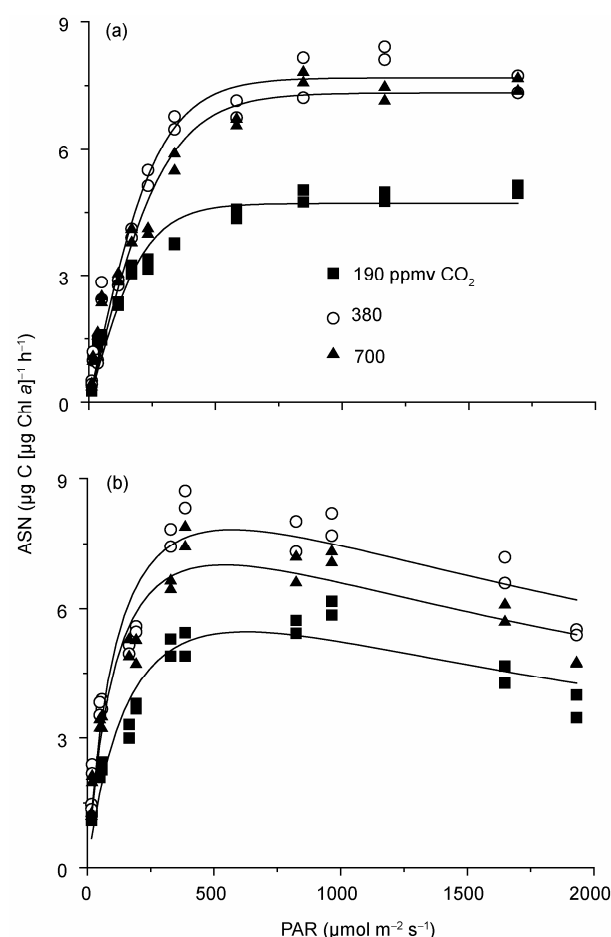 9
(a)
6
3
0
190 ppmv CO₂
380
700
ASN (µg C [µg Chl a]⁻¹ h⁻¹)
9
(b)
6
3
0
0 500 1000 1500 2000
PAR (µmol m⁻² s⁻¹)